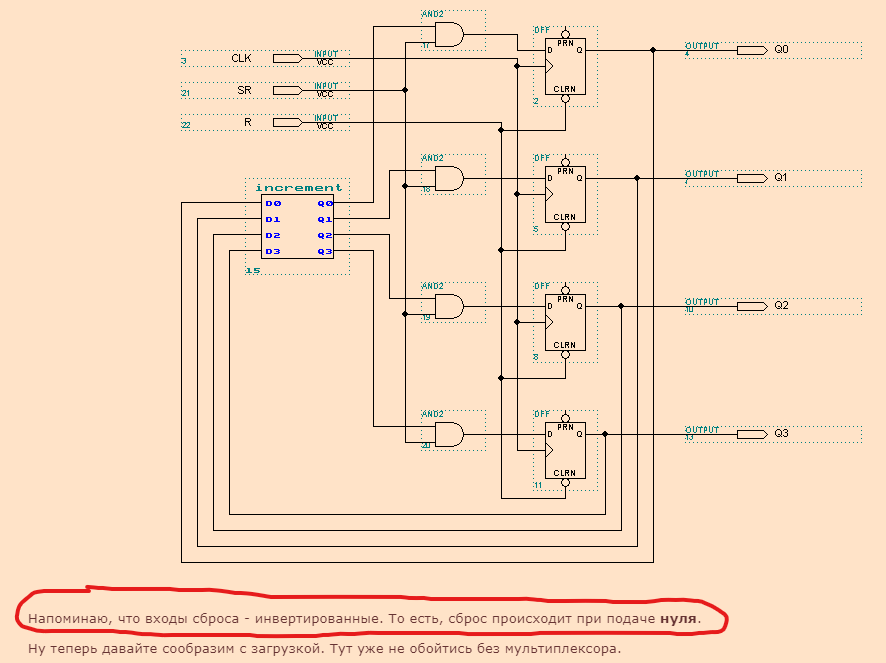 AND2
17
DFF
PRN
D Q
CLRN
2
OUTPUT
4
Q0
3
CLK
INPUT
VCC
21
SR
INPUT
VCC
22
R
INPUT
VCC
AND2
18
DFF
PRN
D Q
CLRN
5
OUTPUT
7
Q1
increment
D0 Q0
D1 Q1
D2 Q2
D3 Q3
15
AND2
19
DFF
PRN
D Q
CLRN
8
OUTPUT
10
Q2
AND2
20
DFF
PRN
D Q
CLRN
11
OUTPUT
13
Q3
Напоминаю, что входы сброса - инвертированные. То есть, сброс происходит при подаче нуля.
Ну теперь давайте сообразим с загрузкой. Тут уже не обойтись без мультиплексора.